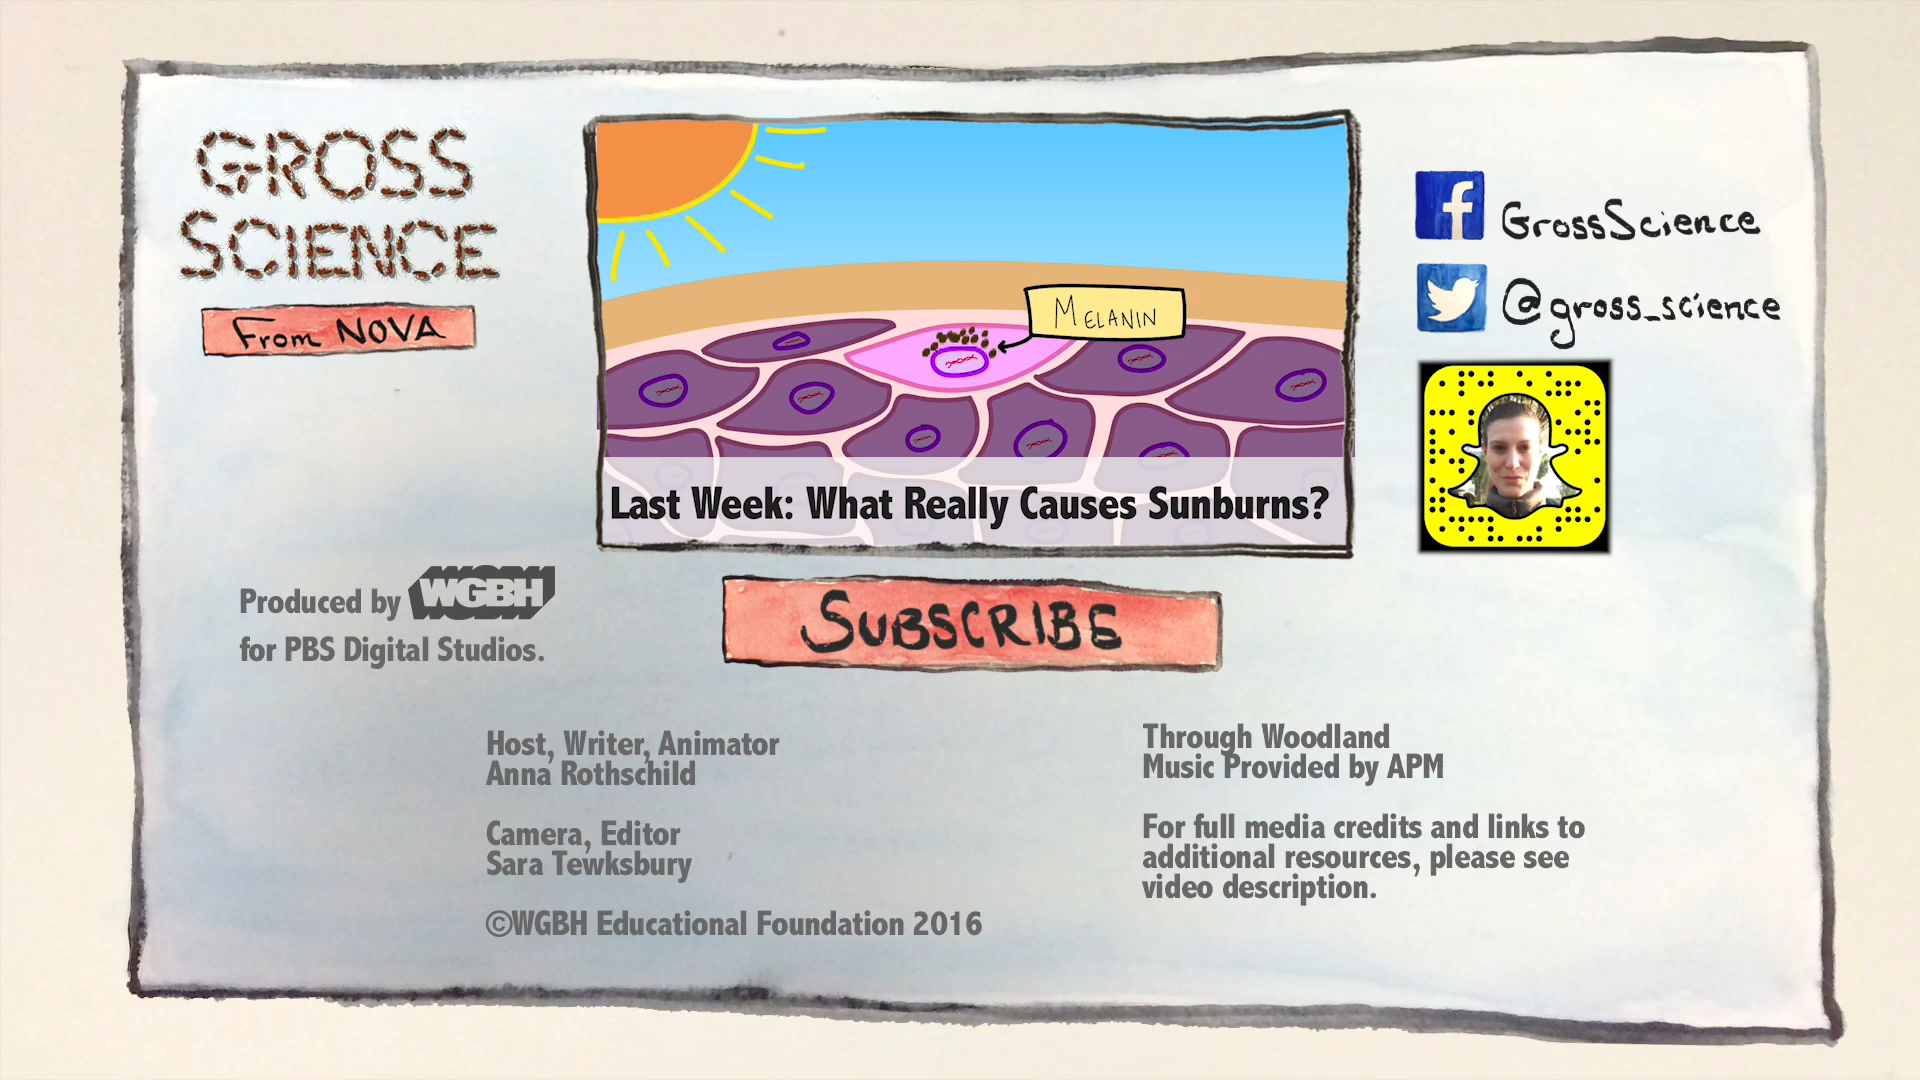 GROSS
SCIENCE
From NOVA
MELANIN
Last Week: What Really Causes Sunburns?
f GrossScience
@gross_science
Produced by WGBH
for PBS Digital Studios.
SUBSCRIBE
Host, Writer, Animator
Anna Rothschild
Camera, Editor
Sara Tewksbury
©WGBH Educational Foundation 2016
Through Woodland
Music Provided by APM
For full media credits and links to
additional resources, please see
video description.